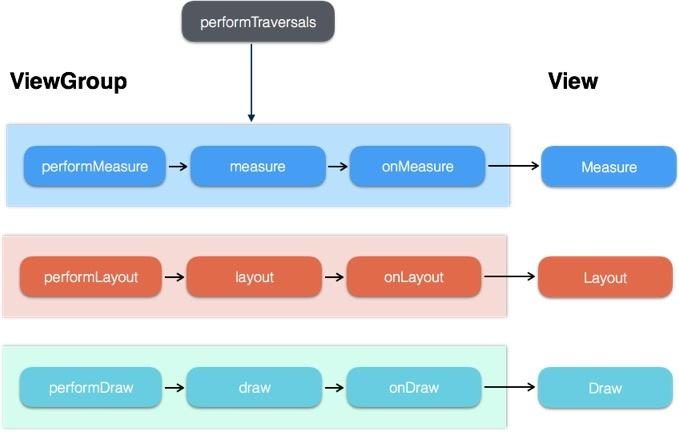 performTraversals
ViewGroup
View
performMeasure
measure
onMeasure
Measure
performLayout
layout
onLayout
Layout
performDraw
draw
onDraw
Draw